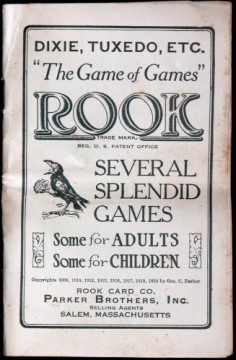 DIXIE, TUXEDO, ETC.
"The Game of Games"
ROOK
TRADE MARK,
REG. U. S. PATENT OFFICE
SEVERAL
SPLENDID
GAMES
Some for ADULTS
Some for CHILDREN.
by Geo. S. Parker
ROOK CARD CO.
PARKER BROTHERS, INC.
SELLING AGENTS
SALEM, MASSACHUSETTS